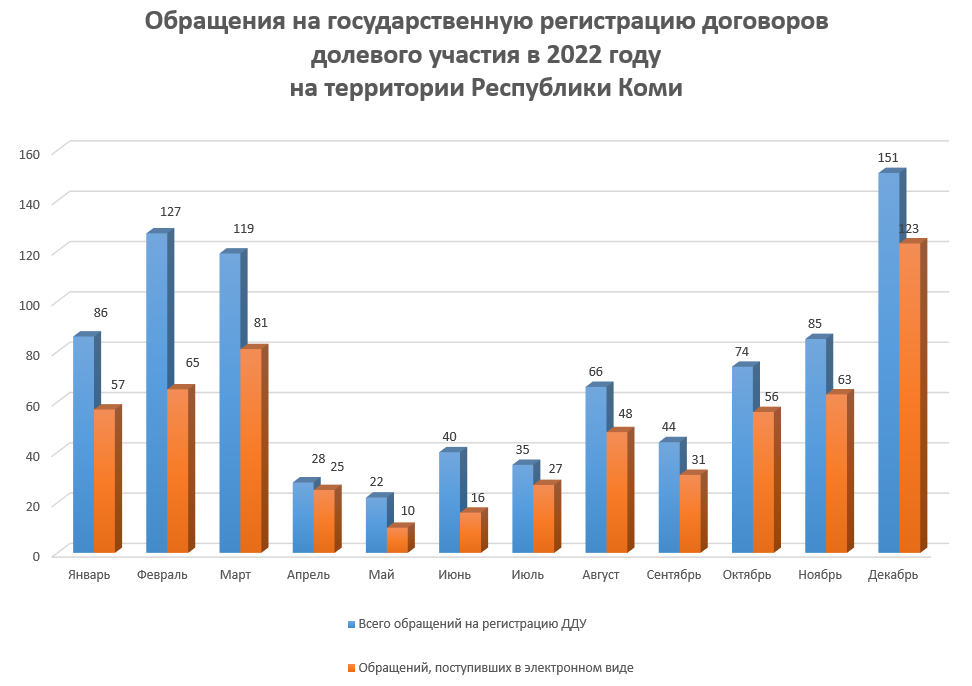 Обращения на государственную регистрацию договоров
долевого участия в 2022 году
на территории Республики Коми
160
140
120
100
80
60
40
20
0
86
57
127
65
119
81
28
25
22
10
40
16
35
27
66
48
44
31
74
56
85
63
151
123
Январь
Февраль
Март
Апрель
Май
Июнь
Июль
Август
Сентябрь
Октябрь
Ноябрь
Декабрь
Всего обращений на регистрацию ДДУ
Обращений, поступивших в электронном виде